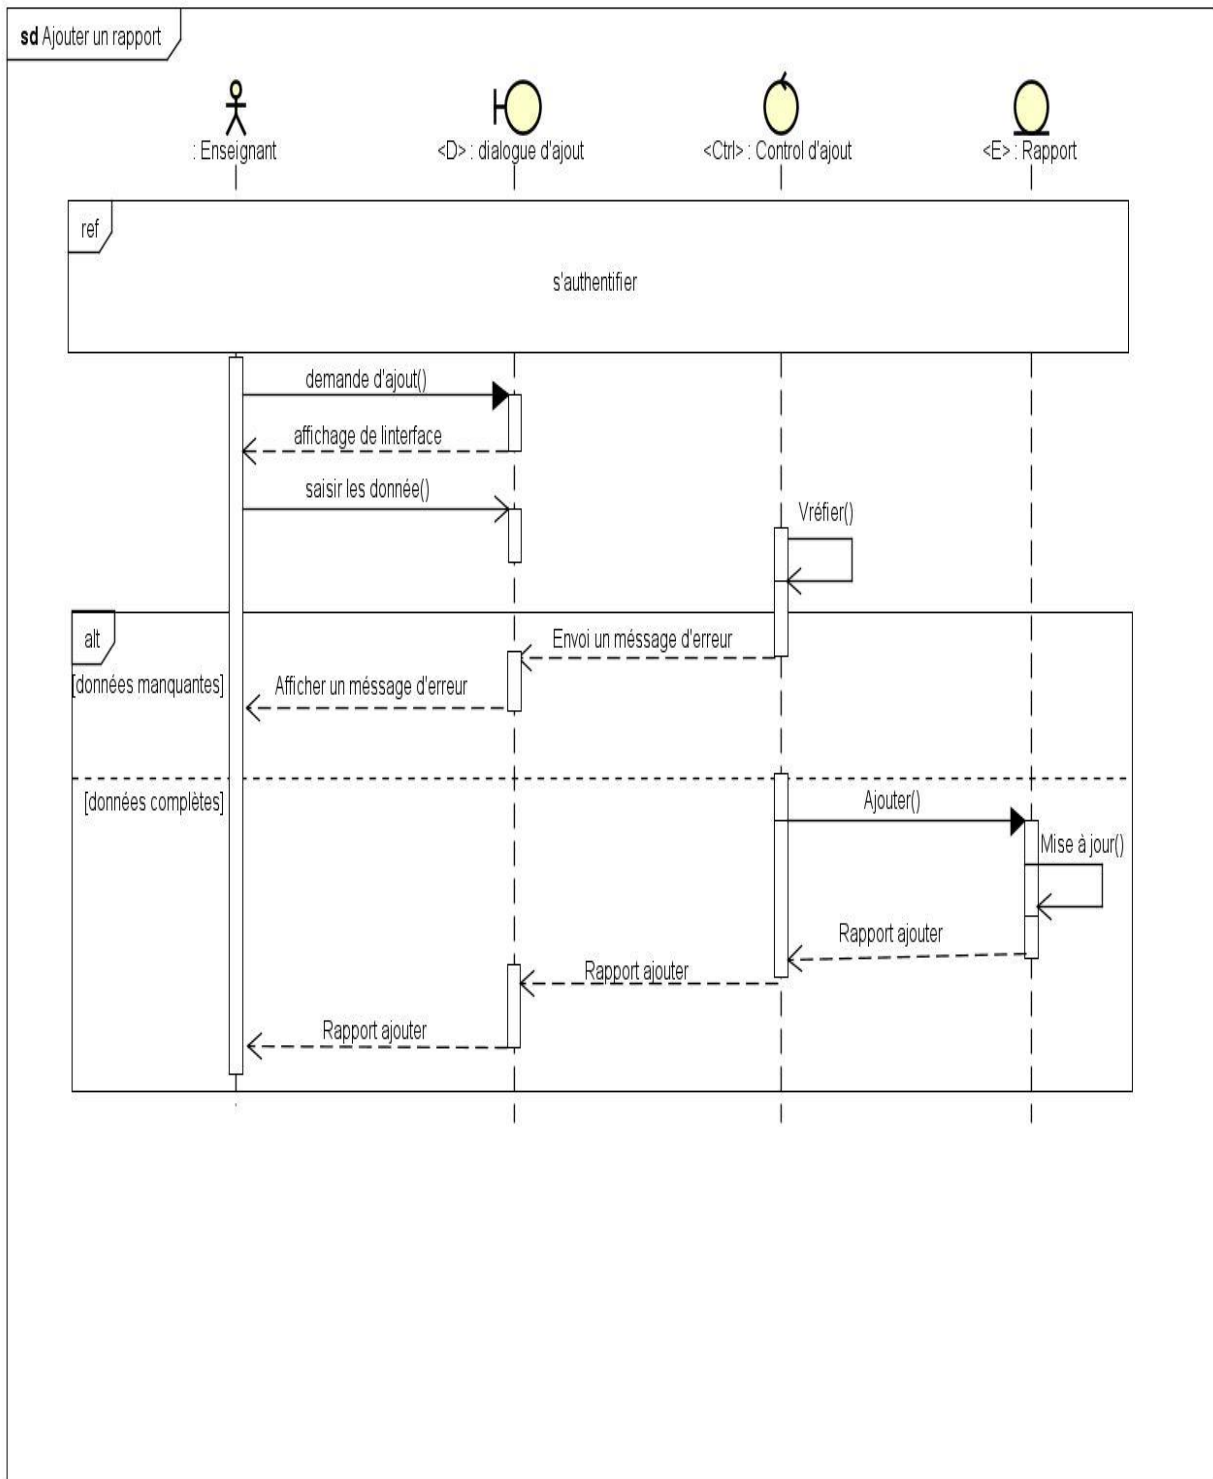 sd Ajouter un rapport
: Enseignant
<D> : dialogue d'ajout
<Ctrl> : Control d'ajout
<E> : Rapport
ref
s'authentifier
demande d'ajout()
affichage de linterface
saisir les donnée()
Vréfier()
alt
Envoi un méssage d'erreur
[données manquantes]
Afficher un méssage d'erreur
[données complètes]
Ajouter()
Mise à jour()
Rapport ajouter
Rapport ajouter
Rapport ajouter